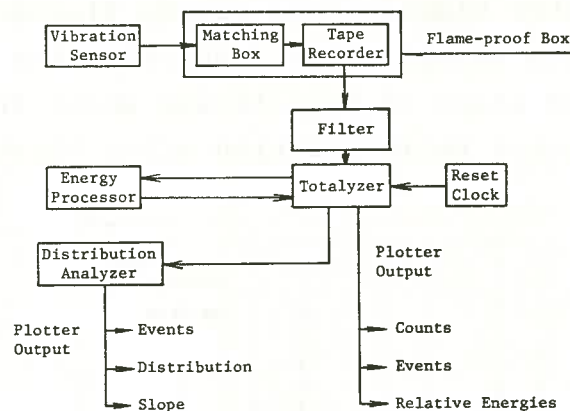 Vibration
Sensor
Matching
Box
Tape
Recorder
Flame-proof Box
Filter
Energy
Processor
Totalyzer
Reset
Clock
Distribution
Analyzer
Plotter
Output
Plotter
Output
Events
Distribution
Slope
Counts
Events
Relative Energies